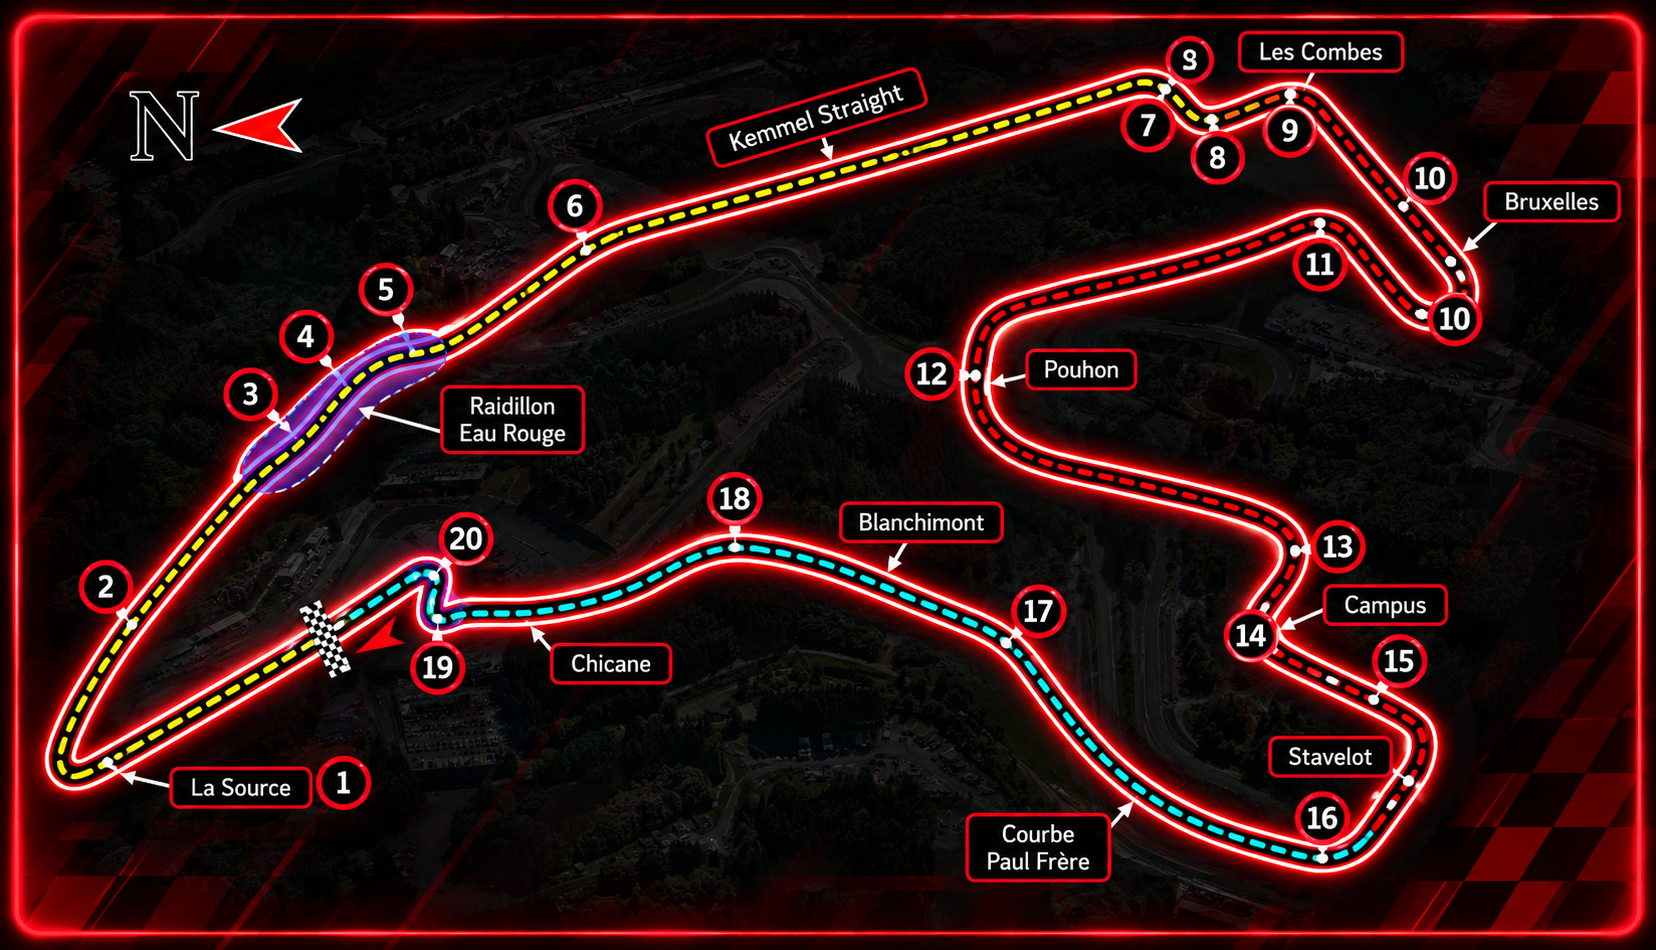 N
3
Les Combes
Kemmel Straight
7
8
9
10
Bruxelles
6
11
5
10
4
12
Pouhon
3
Raidillon
Eau Rouge
18
Blanchimont
20
13
2
17
Campus
14
19
Chicane
15
Stavelot
La Source
1
16
Courbe
Paul Frère